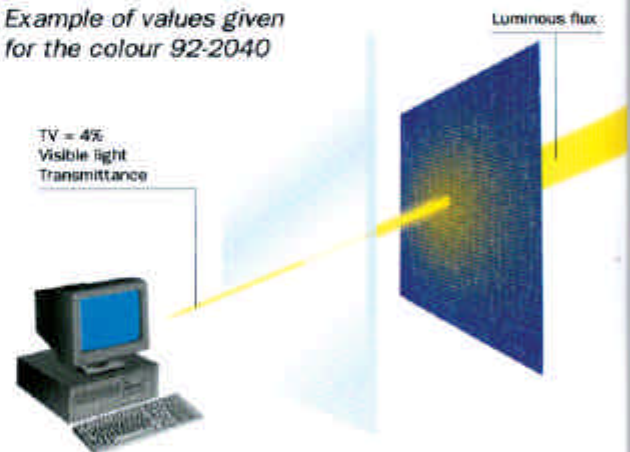 Example of values given
for the colour 92-2040
Luminous flux
TV = 4%
Visible light
Transmittance